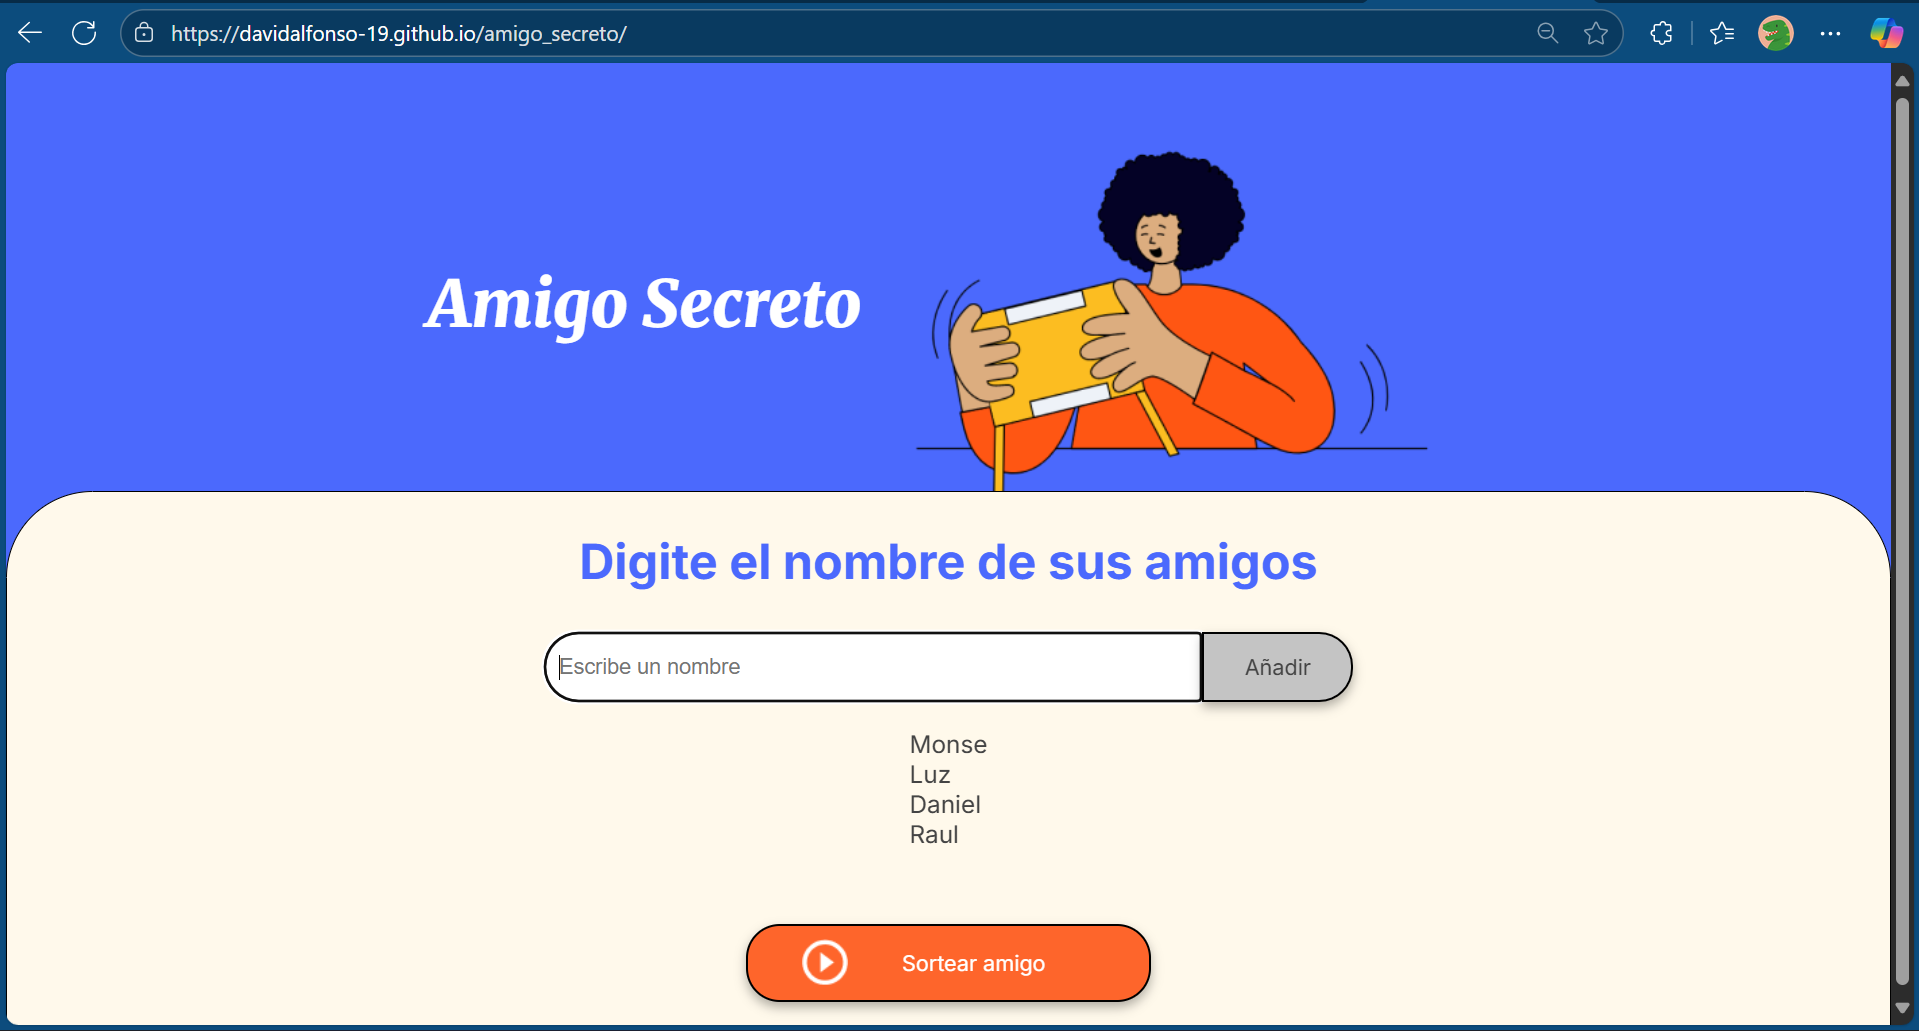 https://davidalfonso-19.github.io/amigo_secreto/
Amigo Secreto
Digite el nombre de sus amigos
Escribe un nombre
Añadir
Monse
Luz
Daniel
Raul
Sortear amigo